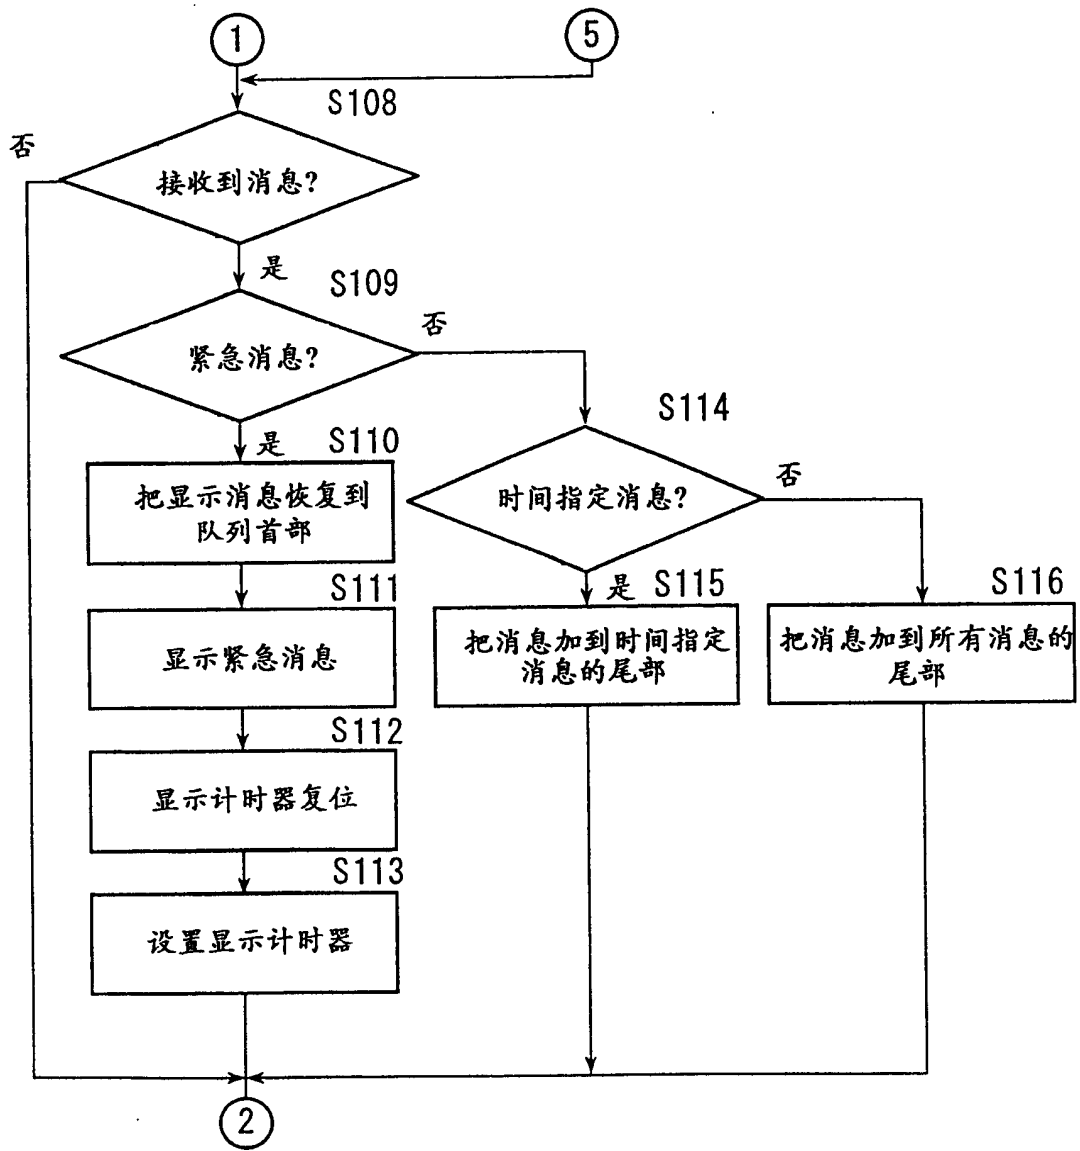 1
5
S108
否
接收到消息?
是
S109
否
紧急消息?
S114
是
S110
否
把显示消息恢复到
队列首部
时间指定消息?
S111
是
S115
S116
显示紧急消息
把消息加到时间指定
消息的尾部
把消息加到所有消息的
尾部
S112
显示计时器复位
S113
设置显示计时器
2